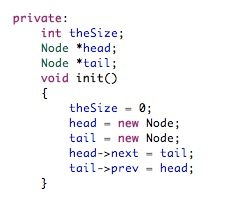 private:
    int theSize;
    Node *head;
    Node *tail;
    void init()
    {
        theSize = 0;
        head = new Node;
        tail = new Node;
        head->next = tail;
        tail->prev = head;
    }